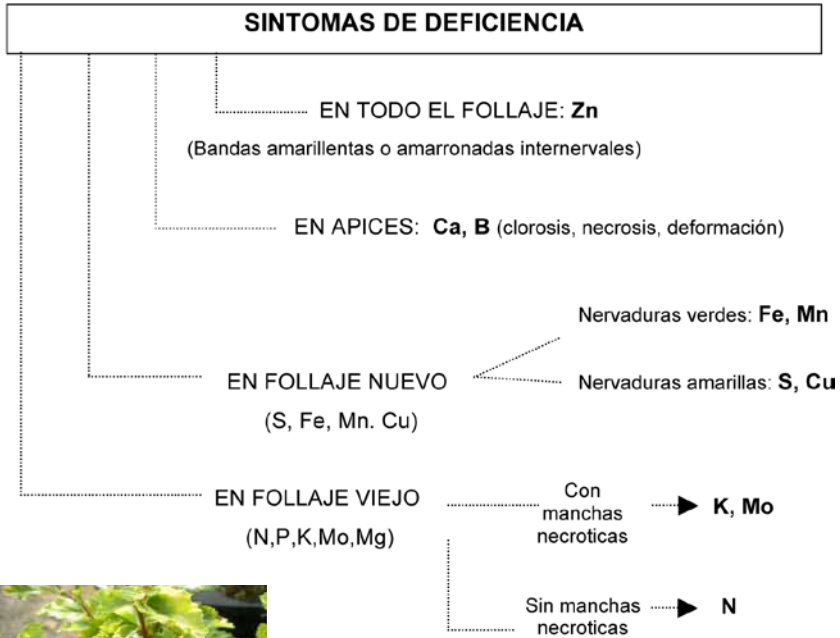 SINTOMAS DE DEFICIENCIA
EN TODO EL FOLLAJE: Zn
(Bandas amarillentas o amarronadas internervales)
EN APICES: Ca, B (clorosis, necrosis, deformación)
Nervaduras verdes: Fe, Mn
EN FOLLAJE NUEVO
Nervaduras amarillas: S, Cu
(S, Fe, Mn. Cu)
EN FOLLAJE VIEJO
(N,P,K,Mo,Mg)
Con
manchas
necroticas
K, Mo
Sin manchas
necroticas
N